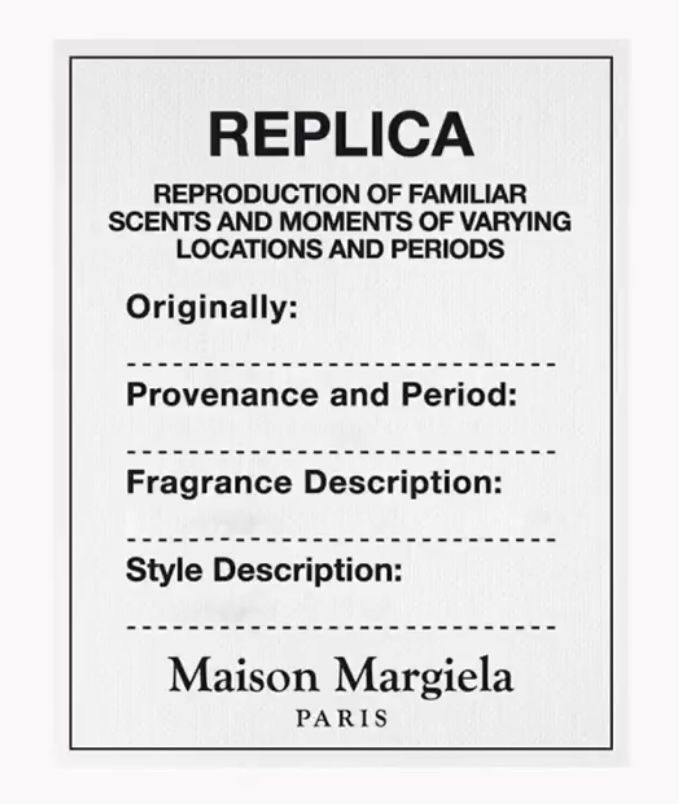 REPLICA
REPRODUCTION OF FAMILIAR
SCENTS AND MOMENTS OF VARYING
LOCATIONS AND PERIODS
Originally:
Provenance and Period:
Fragrance Description:
Style Description:
Maison Margiela
PARIS